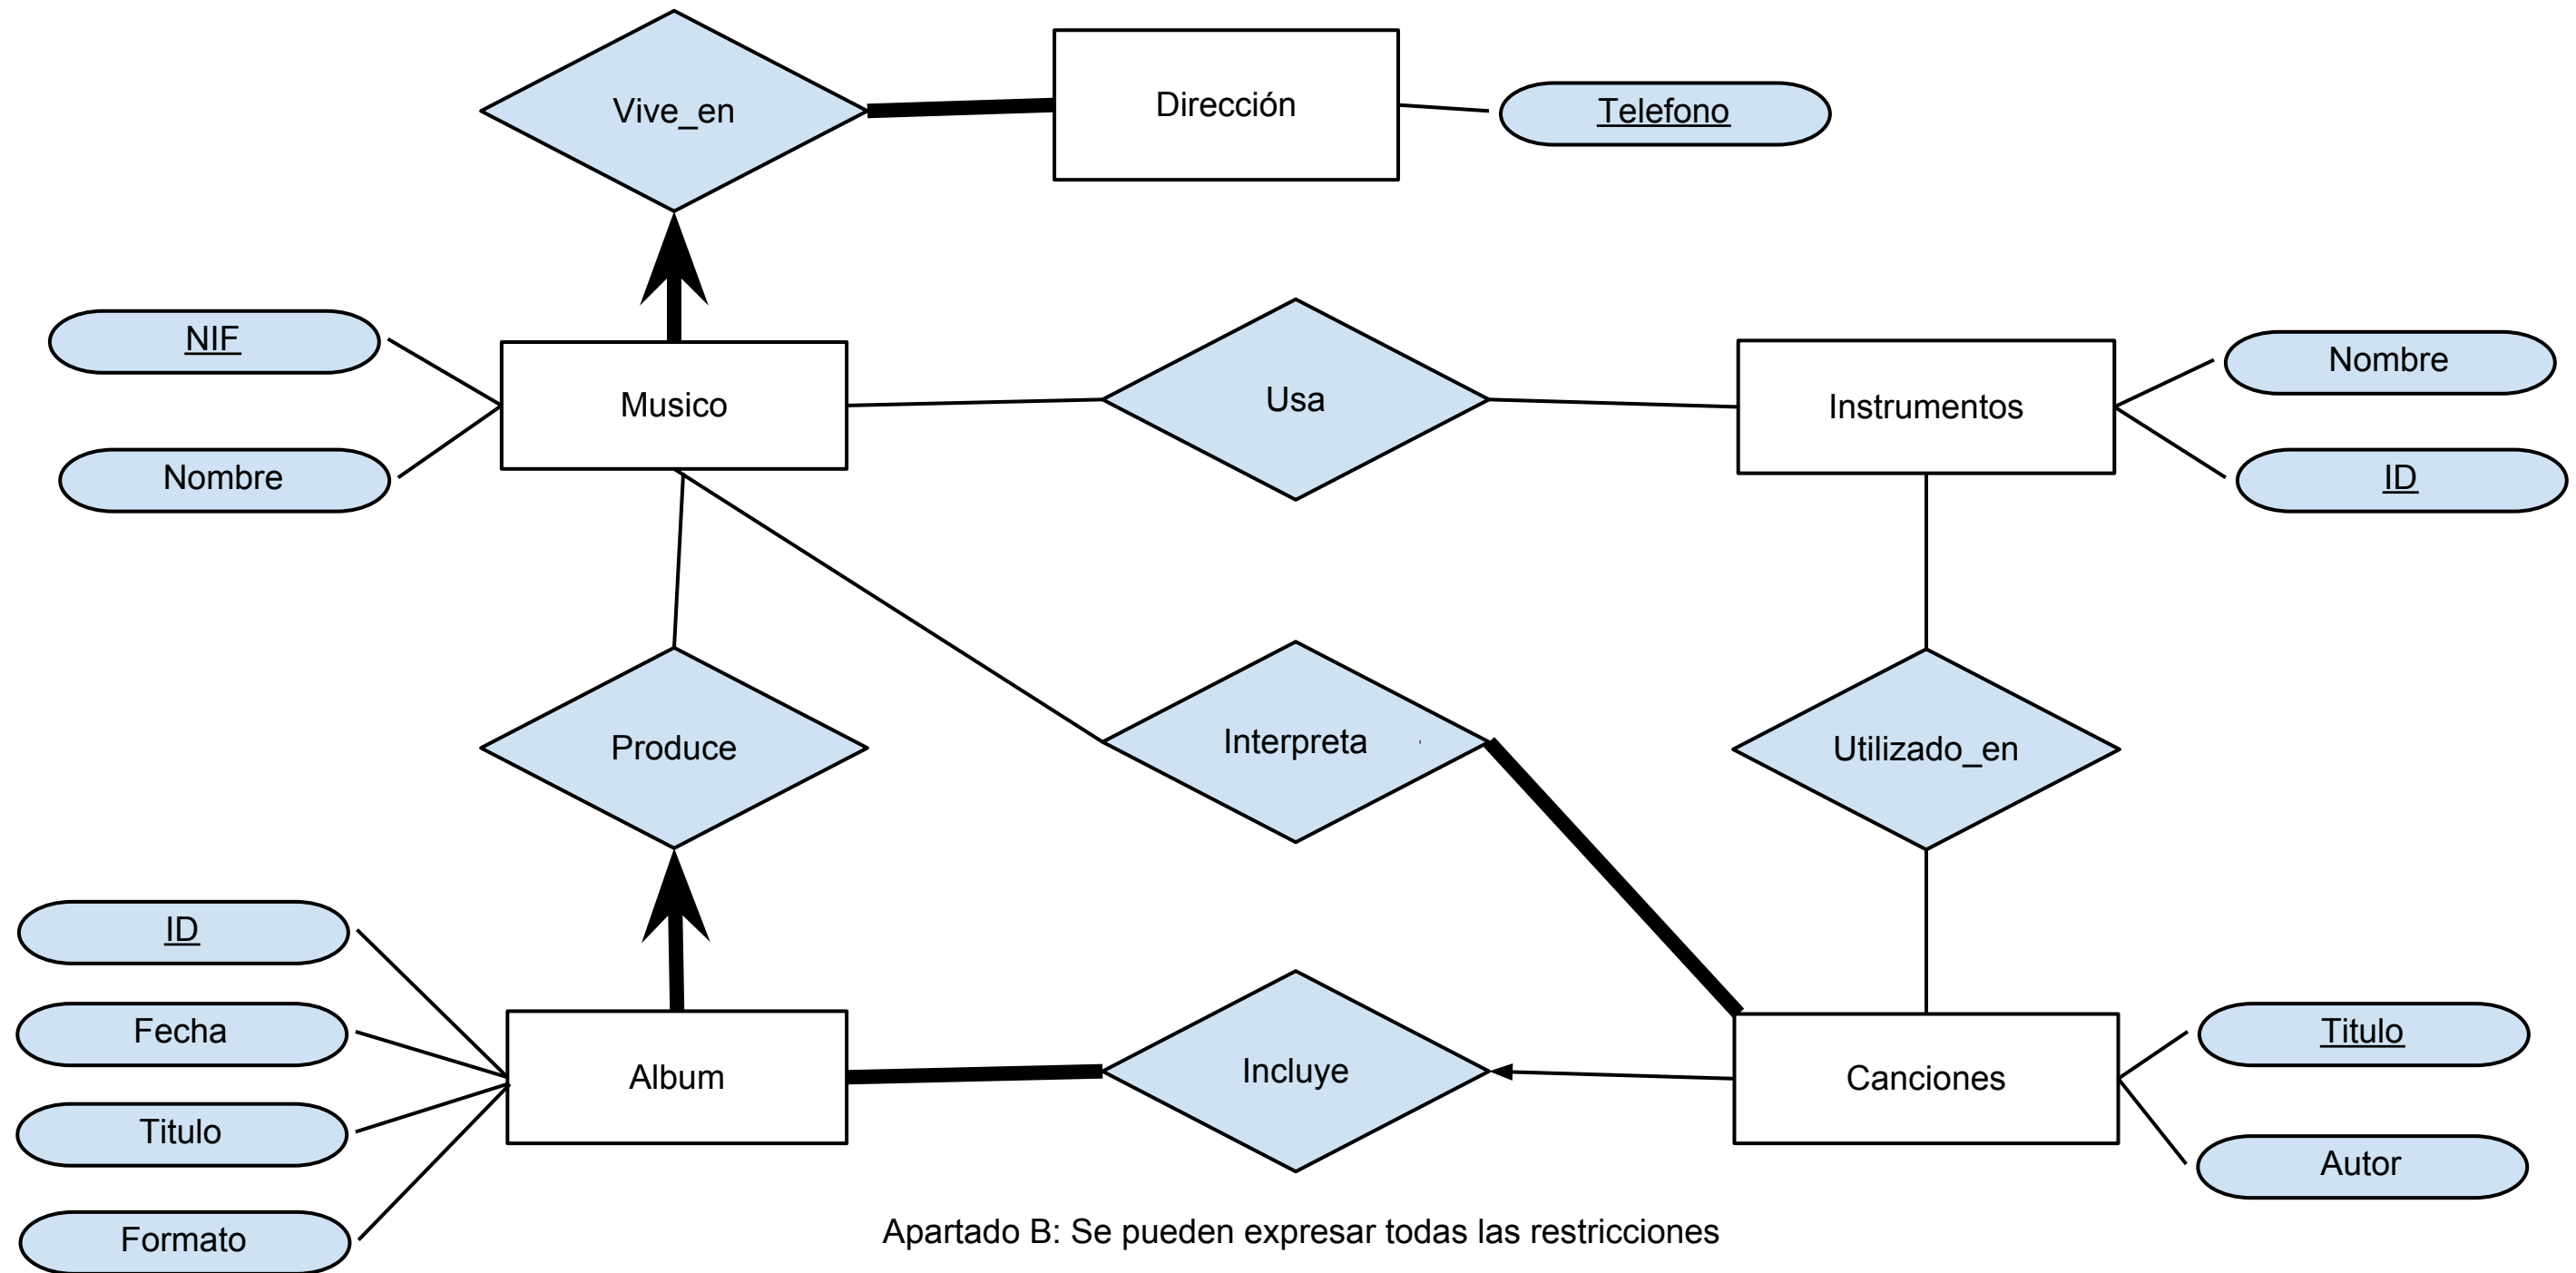 Vive_en
Dirección
Telefono
NIF
Nombre
Musico
Usa
Instrumentos
Nombre
ID
Produce
Interpreta
Utilizado_en
ID
Fecha
Titulo
Formato
Album
Incluye
Canciones
Titulo
Autor
Apartado B: Se pueden expresar todas las restricciones